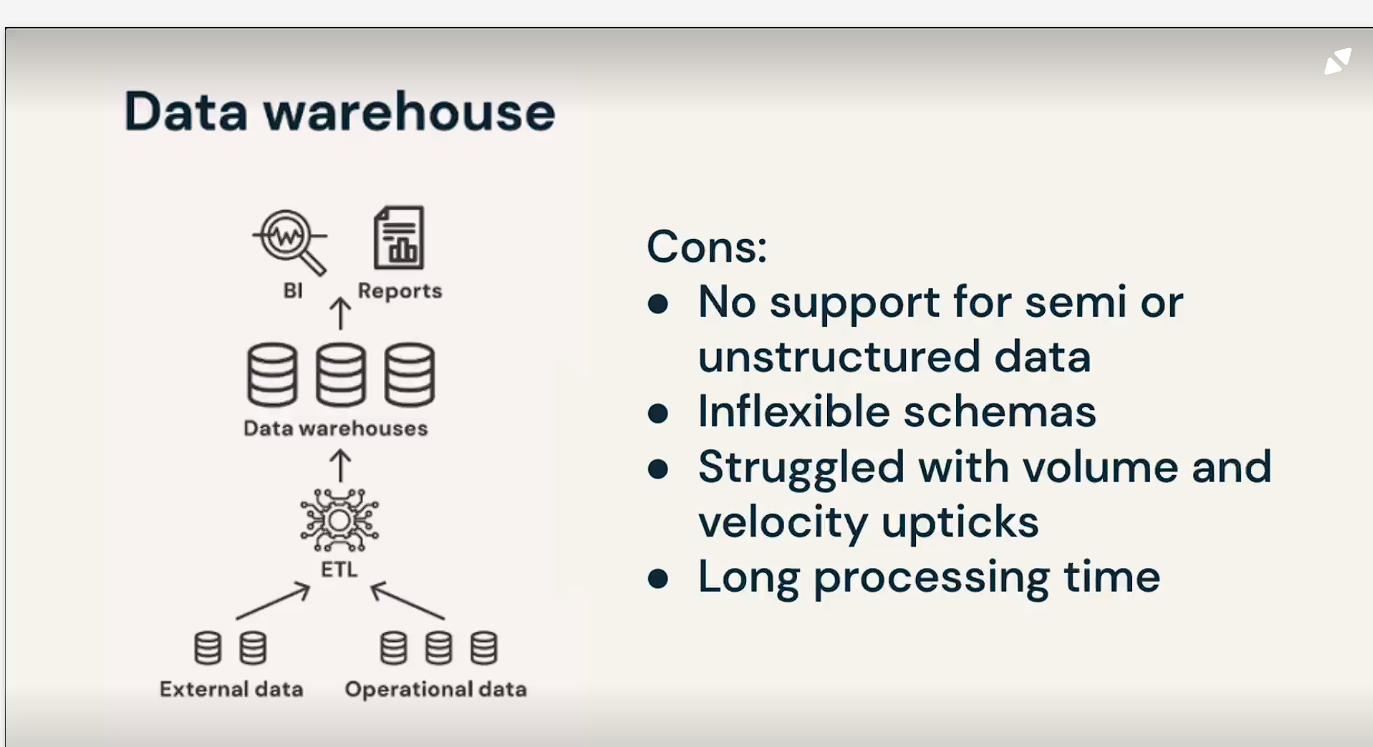 Data warehouse
BI
Reports
Data warehouses
ETL
External data
Operational data
Cons:
● No support for semi or
unstructured data
● Inflexible schemas
● Struggled with volume and
velocity upticks
● Long processing time